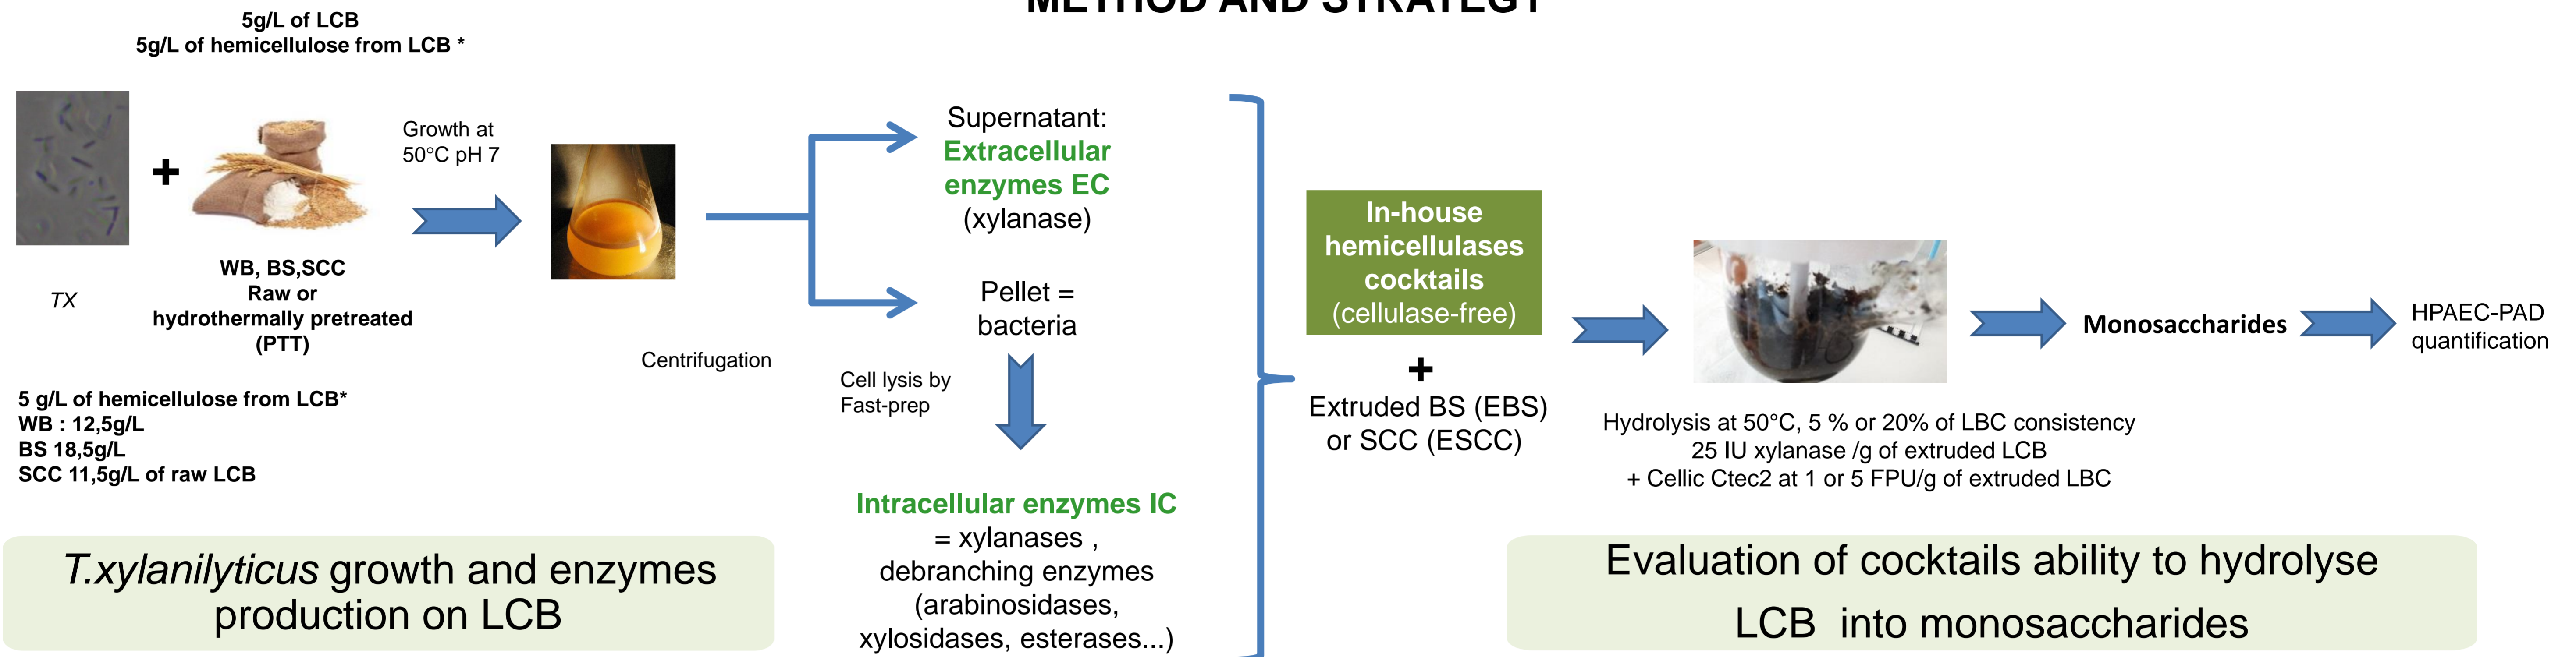 METHOD AND STRATEGY
5g/L of LCB
5g/L of hemicellulose from LCB *
+
TX
WB, BS,SCC
Raw or
hydrothermally pretreated
(PTT)
5 g/L of hemicellulose from LCB*
WB : 12,5g/L
BS 18,5g/L
SCC 11,5g/L of raw LCB
Growth at
50°C pH 7
Centrifugation
Supernatant:
Extracellular
enzymes EC
(xylanase)
Pellet =
bacteria
Cell lysis by
Fast-prep
Intracellular enzymes IC
= xylanases ,
debranching enzymes
(arabinosidases,
xylosidases, esterases...)
In-house
hemicellulases
cocktails
(cellulase-free)
+
Extruded BS (EBS)
or SCC (ESCC)
Hydrolysis at 50°C, 5 % or 20% of LBC consistency
25 IU xylanase /g of extruded LCB
+ Cellic Ctec2 at 1 or 5 FPU/g of extruded LBC
Monosaccharides
HPAEC-PAD
quantification
T.xylanilyticus growth and enzymes
production on LCB
Evaluation of cocktails ability to hydrolyse
LCB into monosaccharides